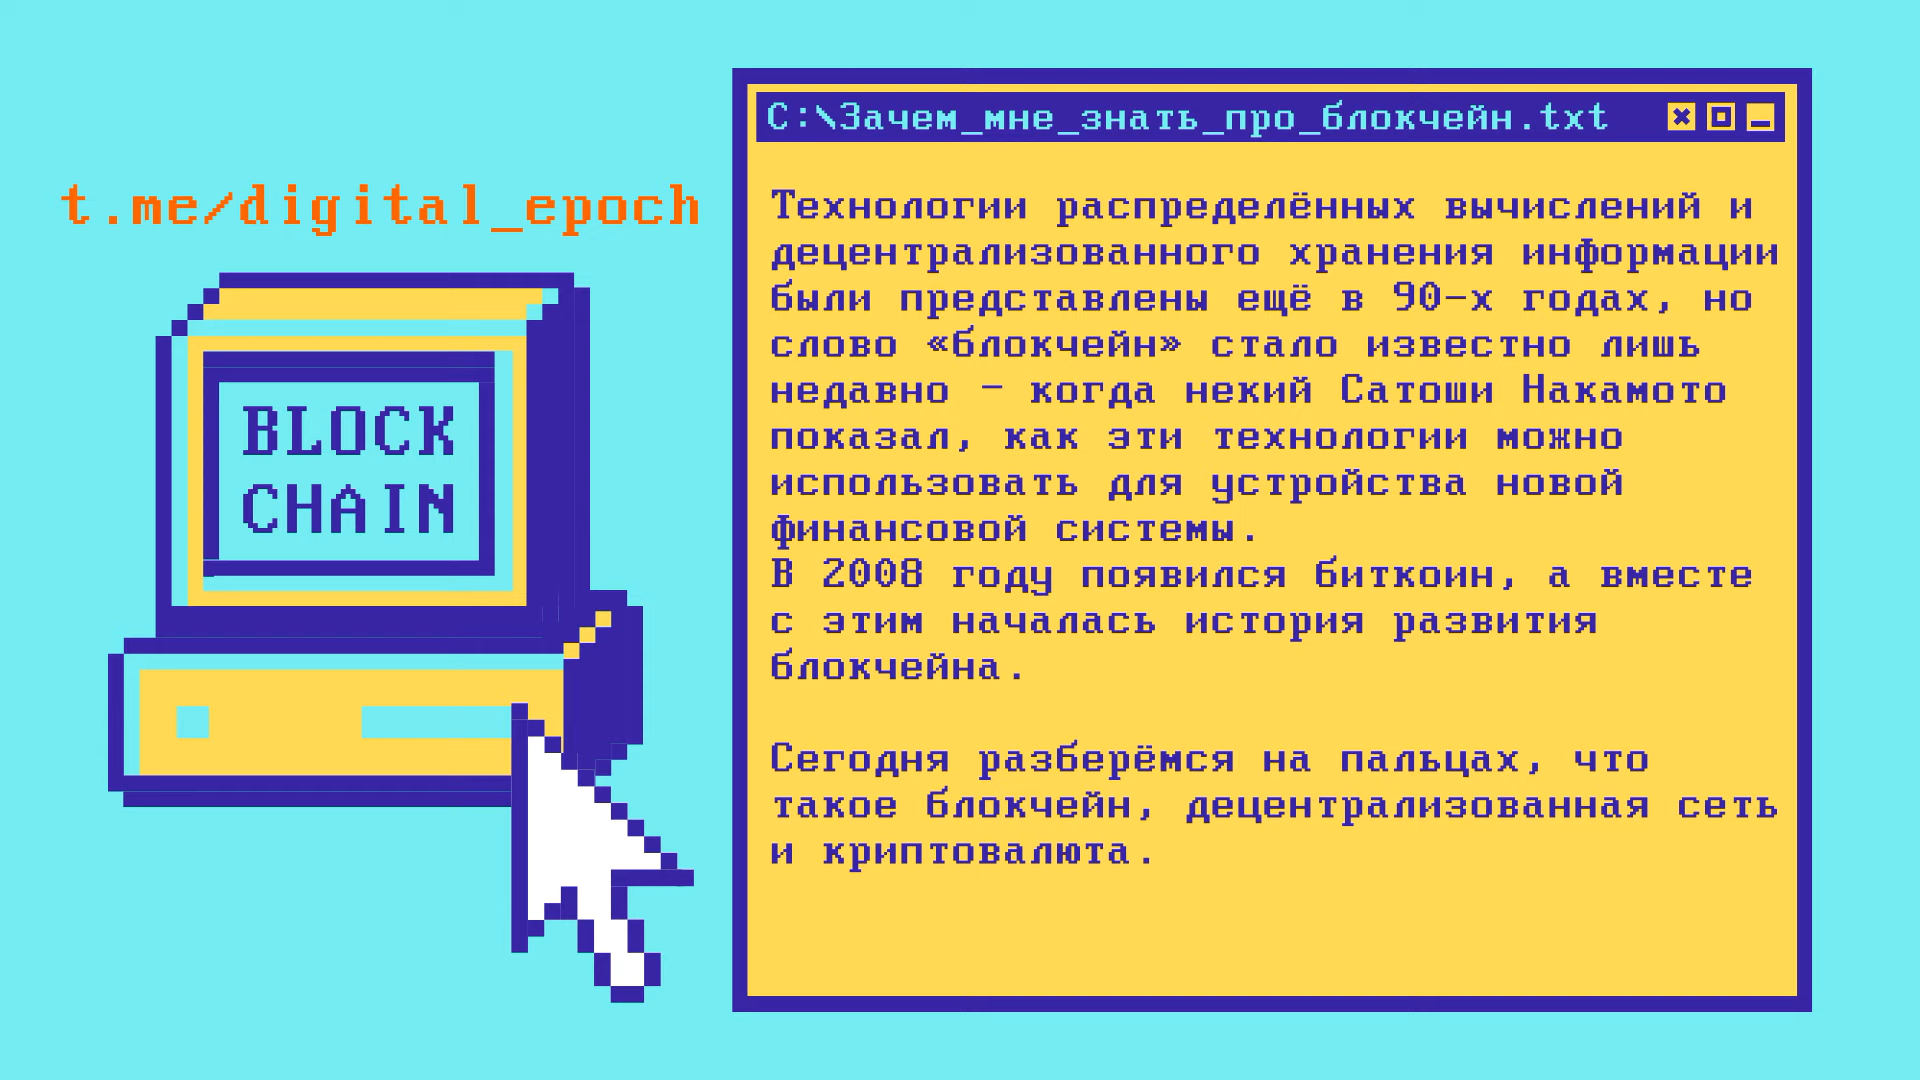 t.me/digital_epoch
BLOCK
CHAIN
C:\Зачем_мне_знать_про_блокчейн.txt
Технологии распределённых вычислений и
децентрализованного хранения информации
были представлены ещё в 90-х годах, но
слово «блокчейн» стало известно лишь
недавно – когда некий Сатоши Накамото
показал, как эти технологии можно
использовать для устройства новой
финансовой системы.
В 2008 году появился биткоин, а вместе
с этим началась история развития
блокчейна.
Сегодня разберёмся на пальцах, что
такое блокчейн, децентрализованная сеть
и криптовалюта.